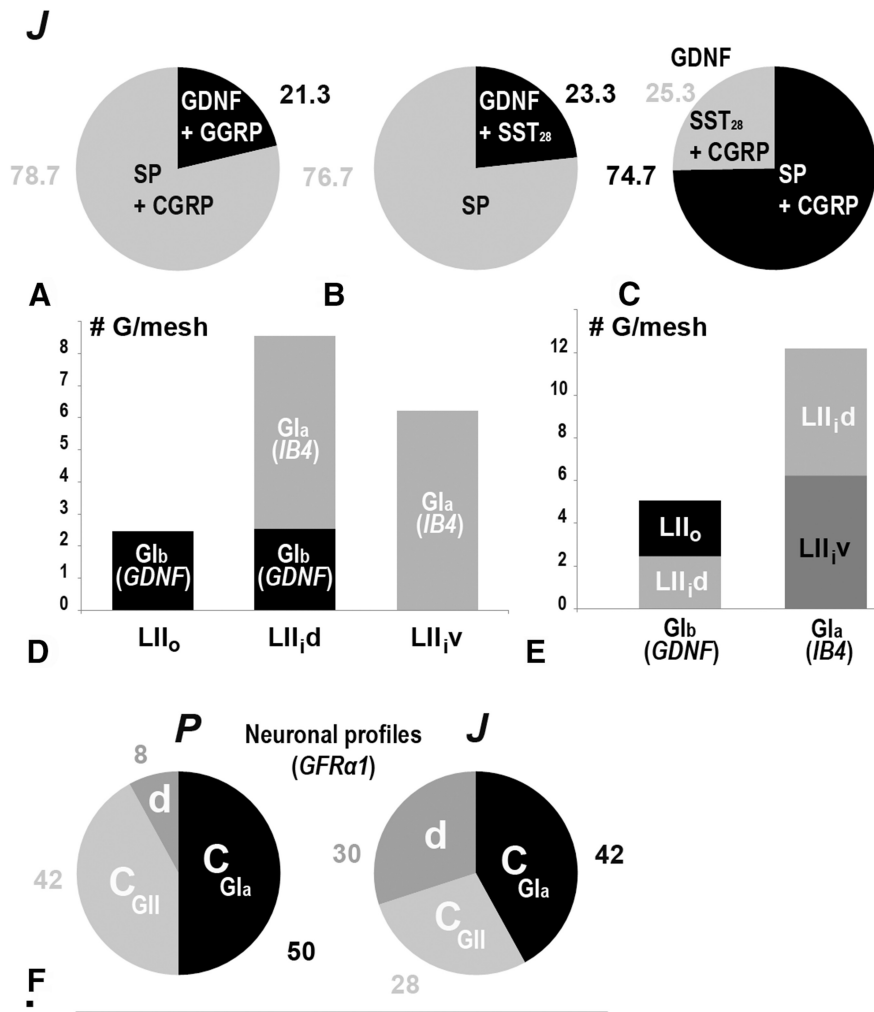 J
GDNF
+ GGRP
21.3
78.7
SP
+ CGRP
A
GDNF
+ SST28
23.3
76.7
SP
B
GDNF
25.3
SST28
+ CGRP
74.7
SP
+ CGRP
C
# G/mesh
8
7
6
5
4
3
2
1
0
GIb
(GDNF)
GIa
(IB4)
GIb
(GDNF)
GIa
(IB4)
LIIo
LIIid
LIIiv
D
# G/mesh
12
10
8
6
4
2
0
LIIo
LIIid
LIIid
LIIiv
GIb
(GDNF)
GIa
(IB4)
E
P
Neuronal profiles
(GFRα1)
J
8
d
42
CGII
CGIa
50
30
d
CGIa
42
CGII
28
F